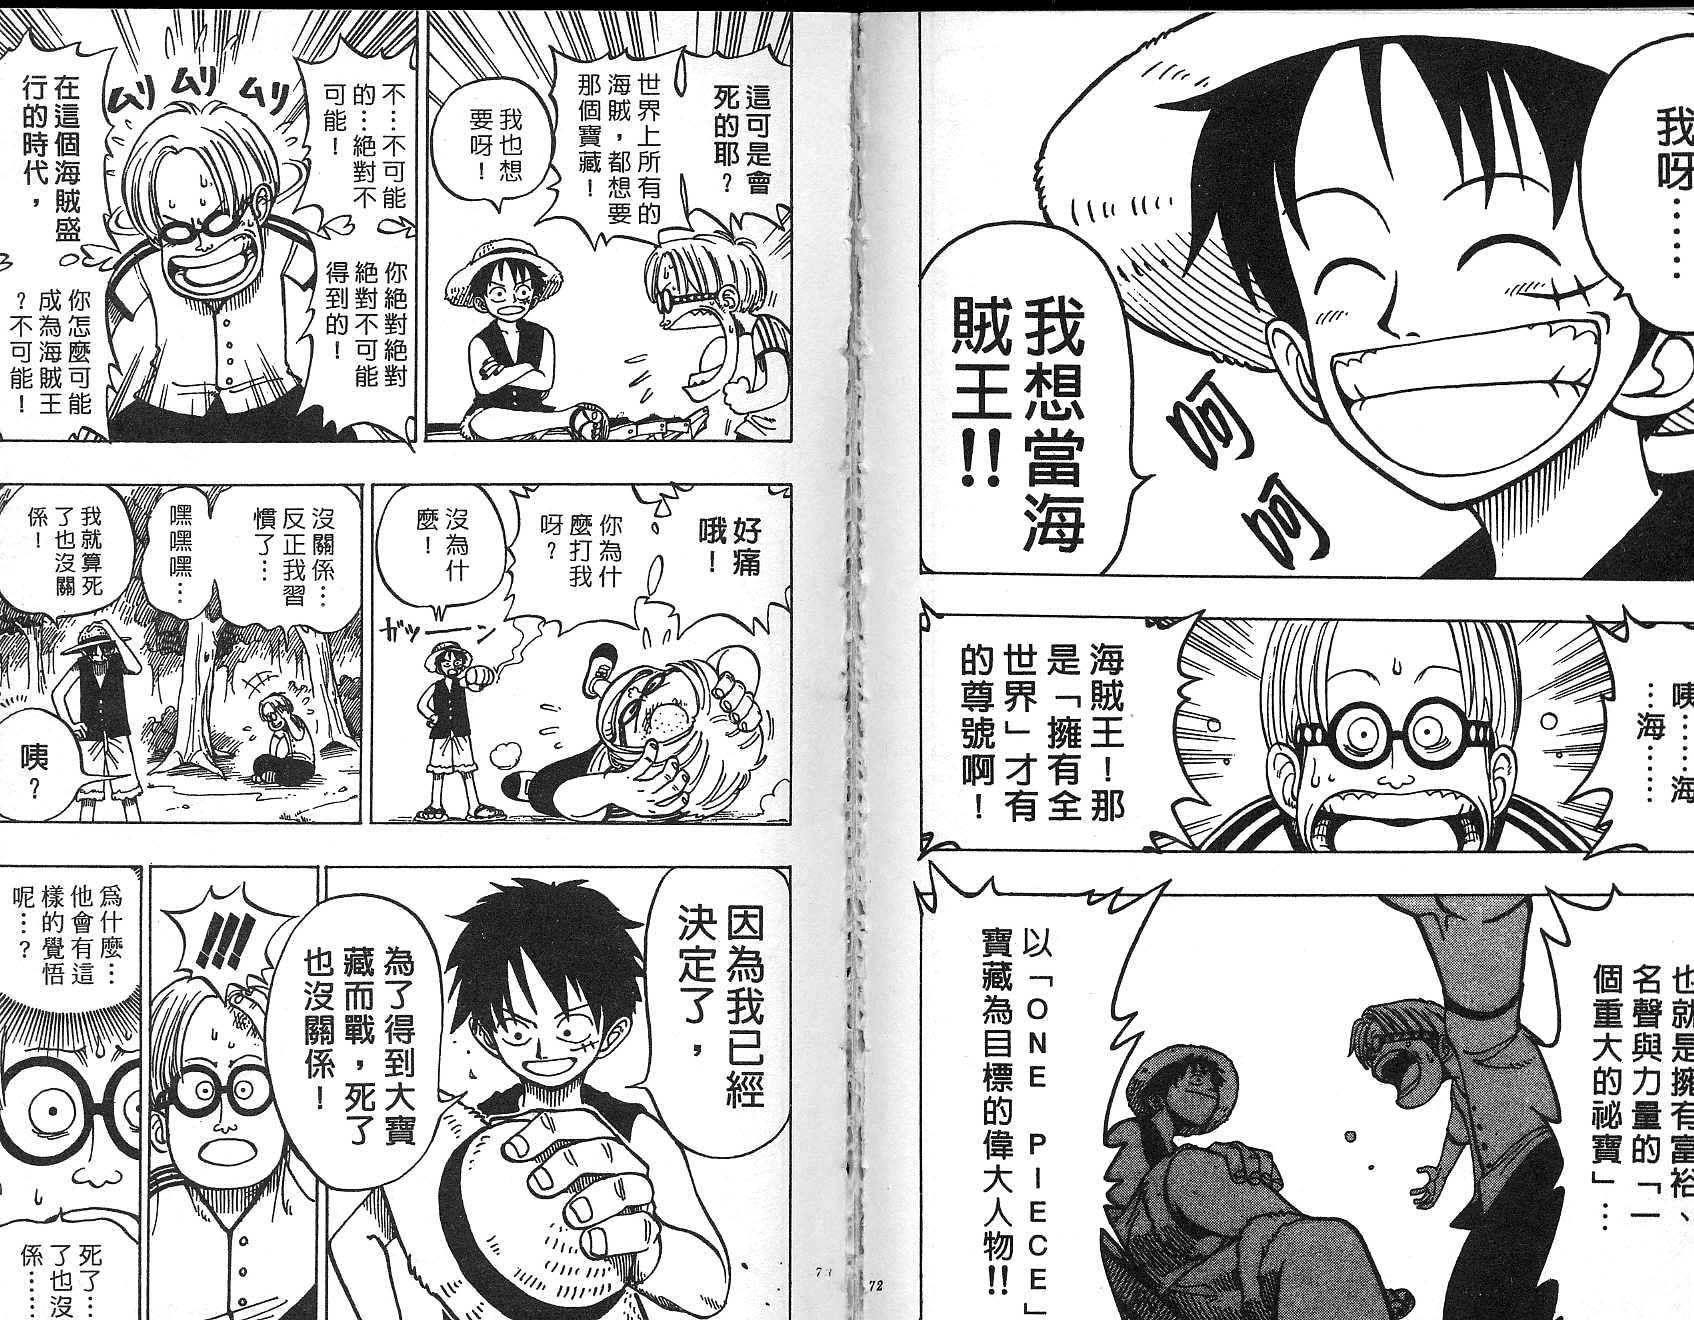 我呀………
我想當海
賊王!!
呵
呵
咦……海
…海……
海賊王！那
是「擁有全
世界」才有
的尊號啊！
也就是擁有富裕、
名聲與力量的「一
個重大的祕寶」…
以「ONE PIECE」
寶藏為目標的偉大人物!!
72
這可是會
死的耶？
世界上所有的
海賊，都想要
那個寶藏！
我也想
要呀！
不…不可能
的…絕對不
可能！
你絕對絕對
絕對不可能
得到的！
ムリ
ムリ
ムリ
在這個海賊盛
行的時代，
你怎麼可能
成為海賊王
？不可能！
好痛
哦！
你為什
麼打我
呀？
沒為什
麼！
ガツーーン
沒關係…
反正我習
慣了…
嘿嘿嘿…
我就算死
了也沒關
係！
咦？
因為我已經
決定了，
為了得到大寶
藏而戰，死了
也沒關係！
!!!
爲什麼…
他會有這
樣的覺悟
呢…？
死了…
了也沒
係……
73